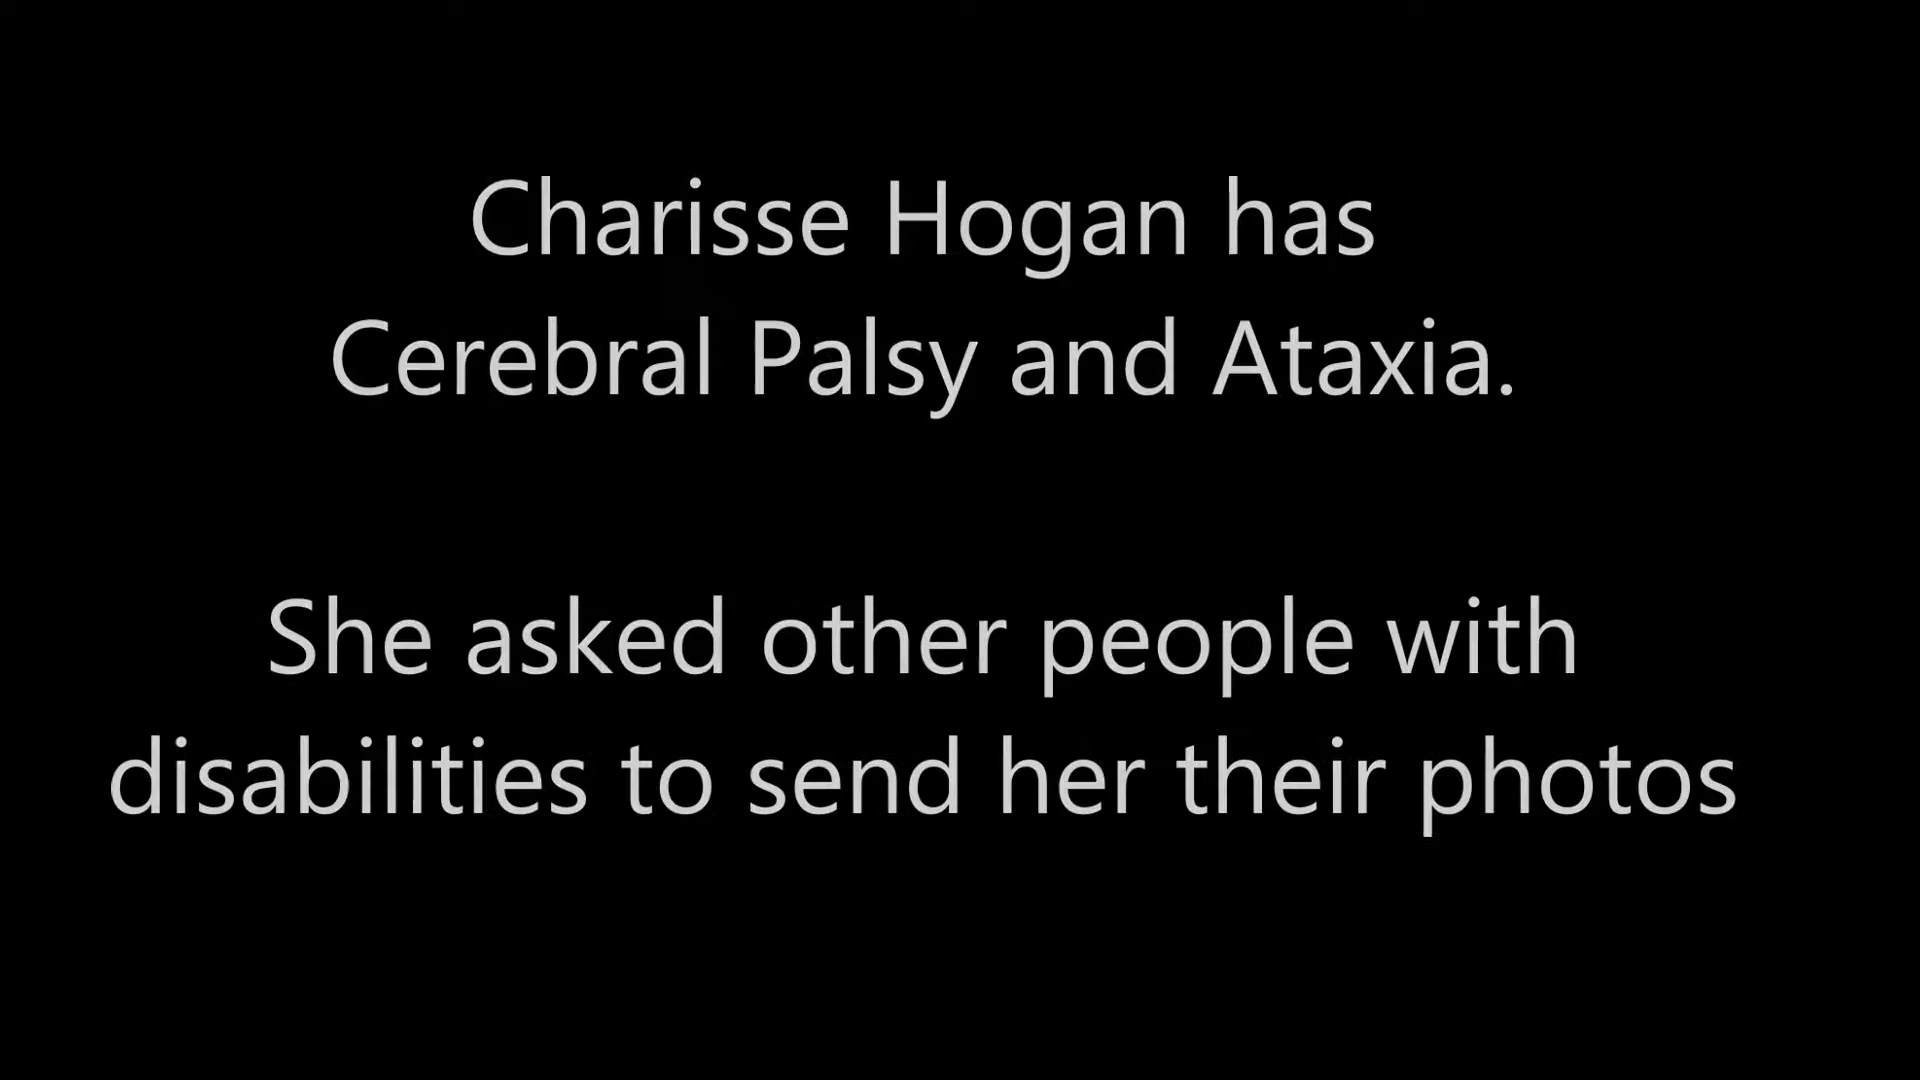 Charisse Hogan has
Cerebral Palsy and Ataxia.
She asked other people with
disabilities to send her their photos